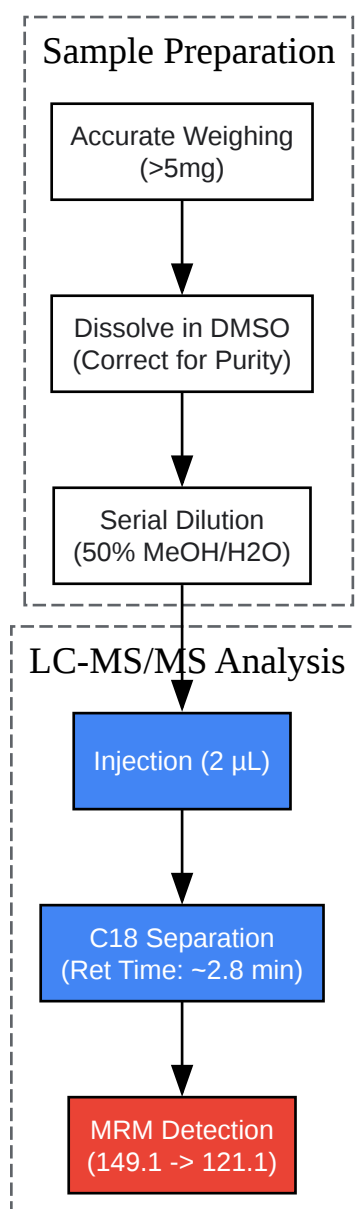 Sample Preparation
Accurate Weighing
(>5mg)
Dissolve in DMSO
(Correct for Purity)
Serial Dilution
(50% MeOH/H2O)
LC-MS/MS Analysis
Injection (2 µL)
C18 Separation
(Ret Time: ~2.8 min)
MRM Detection
(149.1 -> 121.1)